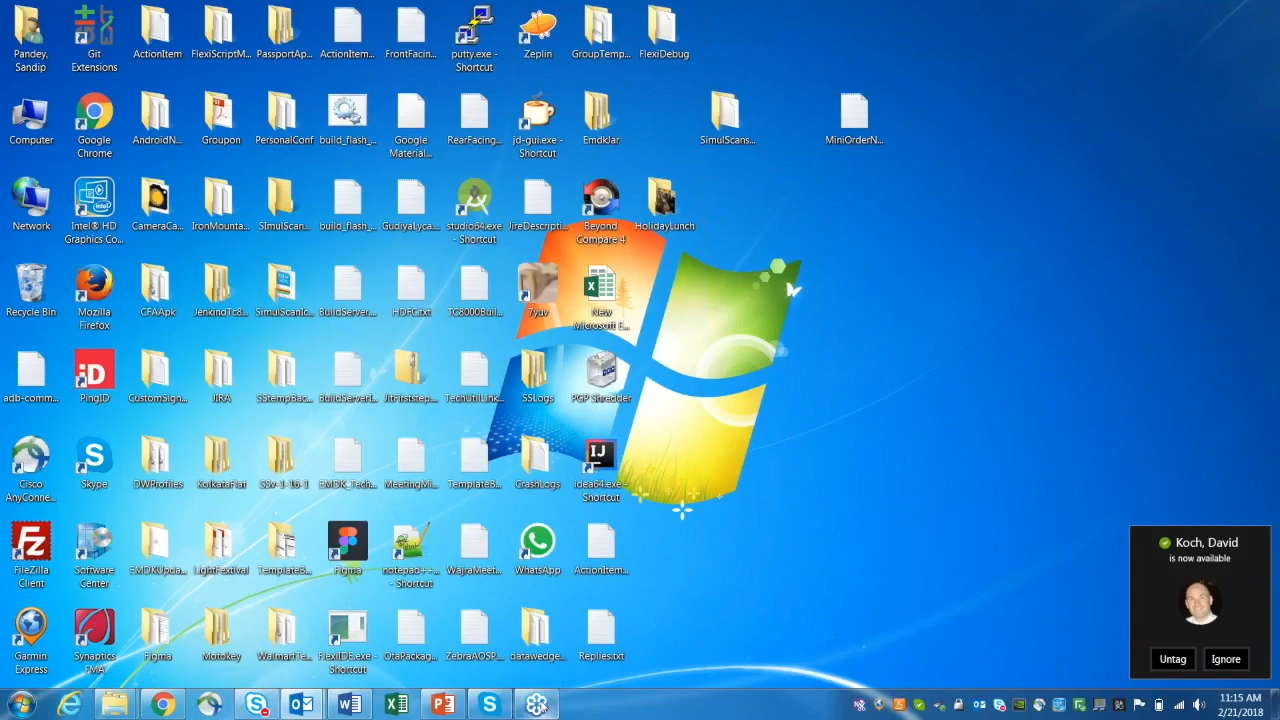 Pandey, Sandip
Git Extensions
ActionItem
FlexiScriptM...
PassportAp...
ActionItem...
FrontFacin...
putty.exe - Shortcut
Zeplin
GroupTemp...
FlexiDebug
Computer
Google Chrome
AndroidN...
Groupon
PersonalConf
build_flash_...
Google Material...
RearFacing...
jd-gui.exe - Shortcut
EmdkJar
SimulScans...
MiniOrderN...
Network
Intel® HD Graphics Co...
CameraCa...
IronMounta...
SImulScan...
build_flash_...
GudiyaLyca...
studio64.exe - Shortcut
JireDescripti...
Beyond Compare 4
HolidayLunch
Recycle Bin
Mozilla Firefox
CFAApk
JenkindTc8...
SimulScanIc...
BuildServer...
HDFC.txt
TC8000Buil...
7yuv
New Microsoft E...
adb-comm...
PingID
CustomSign...
JIRA
SStempBac...
BuildServerI...
JitFirststep...
TechUtilLink...
SSLogs
PGP Shredder
Cisco AnyConne...
Skype
DWProfiles
KolkataFlat
SSv-1-16-1
EMDK_Tech...
MeetingMi...
TemplateB...
CrashLogs
idea64.exe - Shortcut
FileZilla Client
Software Center
EMDKUpda...
LightFextival
TemplateB...
Figma
notepad++... - Shortcut
WajraMeet...
WhatsApp
ActionItem...
Garmin Express
Synaptics FMA
Figma
Motokey
WalmartTe...
FlexiIDE.exe - Shortcut
OtaPackag...
ZebraAOSP...
datawedge...
Replies.txt
Koch, David
is now available
Untag
Ignore
11:15 AM
2/21/2018